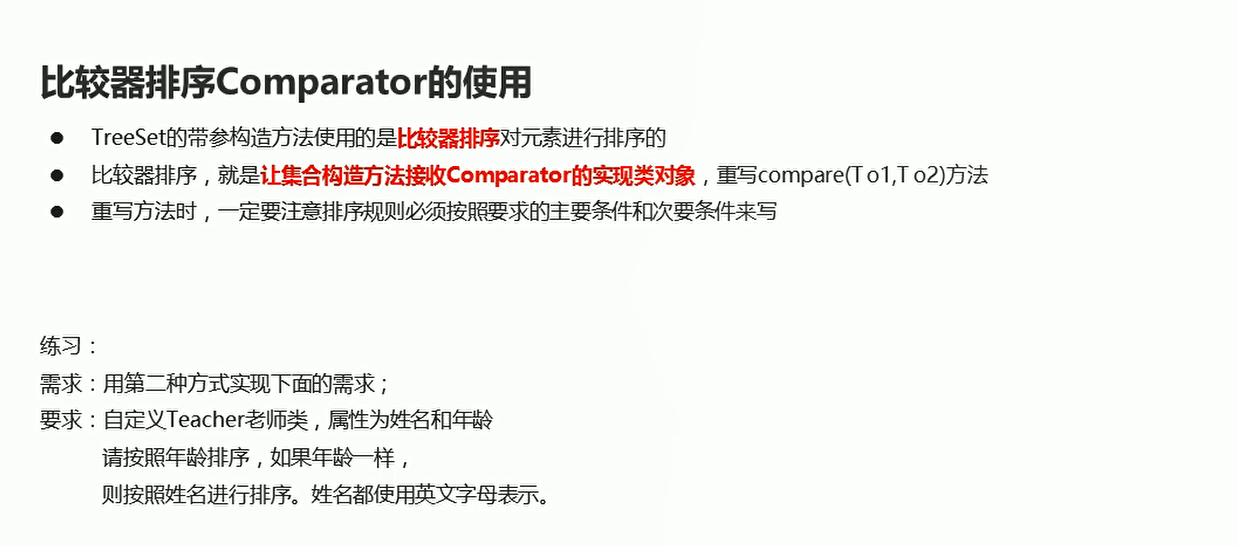 比较器排序Comparator的使用
● TreeSet的带参构造方法使用的是比较器排序对元素进行排序的
● 比较器排序，就是让集合构造方法接收Comparator的实现类对象，重写compare(T o1,T o2)方法
● 重写方法时，一定要注意排序规则必须按照要求的主要条件和次要条件来写
练习：
需求：用第二种方式实现下面的需求；
要求：自定义Teacher老师类，属性为姓名和年龄
请按照年龄排序，如果年龄一样，
则按照姓名进行排序。姓名都使用英文字母表示。